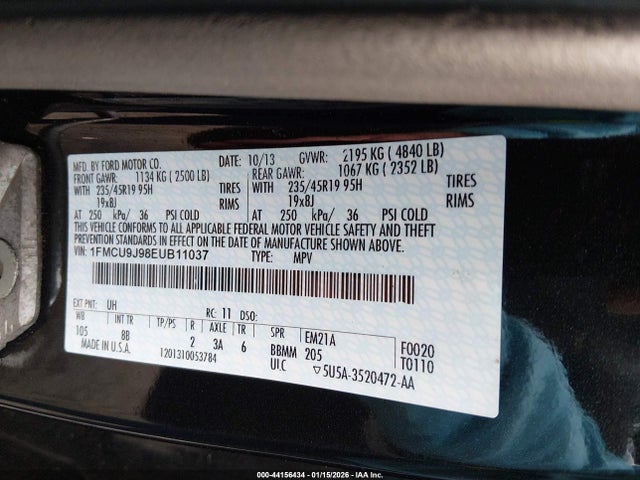 MFD. BY FORD MOTOR CO. DATE: 10/13 GVWR: 2195 KG ( 4840 LB)
FRONT GAWR: 1134 KG ( 2500 LB) REAR GAWR: 1067 KG ( 2352 LB)
WITH 235/45R19 95H TIRES WITH 235/45R19 95H TIRES
19x8J RIMS 19x8J RIMS
AT 250 kPa/ 36 PSI COLD AT 250 kPa/ 36 PSI COLD
THIS VEHICLE CONFORMS TO ALL APPLICABLE FEDERAL MOTOR VEHICLE SAFETY AND
THEFT PREVENTION STANDARDS IN EFFECT ON THE DATE OF MANUFACTURE SHOWN ABOVE.
VIN: 1FMCU9J98EUB11037 TYPE: MPV
EXT PNT: UH RC: 11 DSO:
WB INT TR TP/PS R AXLE TR SPR EM21A F0020
105 8B 2 3A 6 BBMM 205 T0110
MADE IN U.S.A. 1201310053784 ULC ▽5U5A-3520472-AA
000-44156434 - 01/15/2026 - IAA Inc.